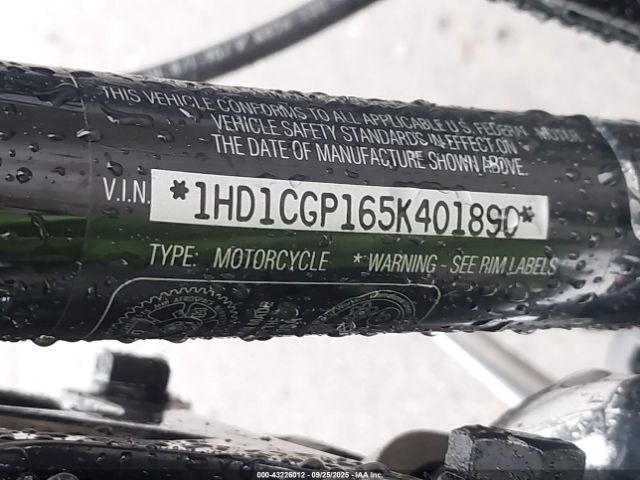 THIS VEHICLE CONFORMS TO ALL APPLICABLE U.S. FEDERAL MOTOR
VEHICLE SAFETY STANDARDS IN EFFECT ON
THE DATE OF MANUFACTURE SHOWN ABOVE.
V.I.N. *1HD1CGP165K401890*
TYPE: MOTORCYCLE * WARNING - SEE RIM LABELS
000-43226012 - 09/25/2025 - IAA Inc.